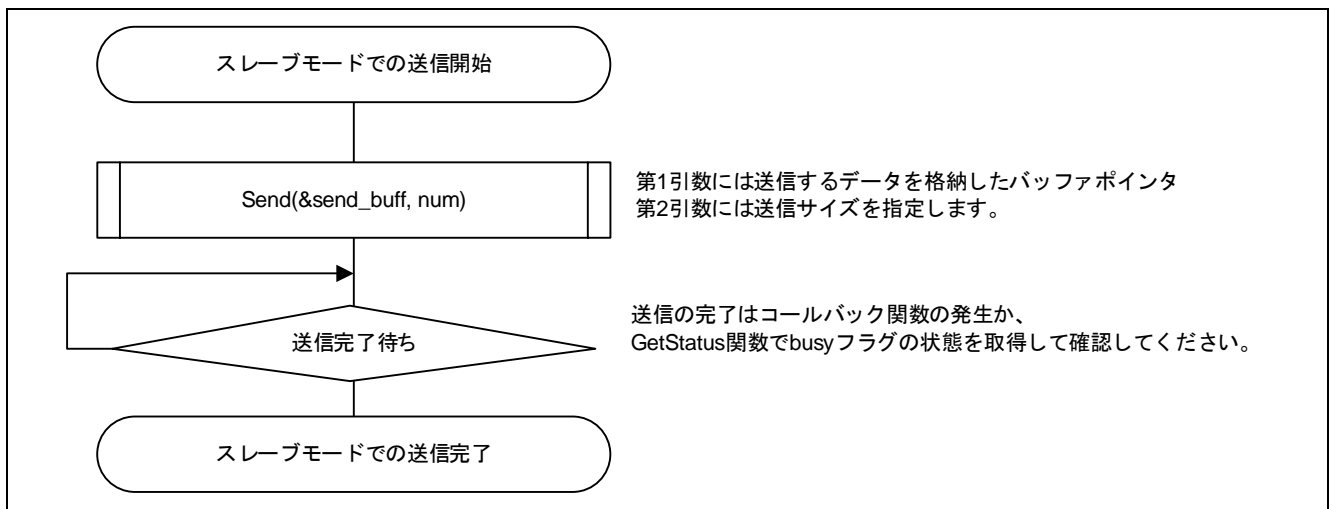 スレーブモードでの送信開始
Send(&send_buff, num)
第1引数には送信するデータを格納したバッファポインタ
第2引数には送信サイズを指定します。
送信完了待ち
送信の完了はコールバック関数の発生か、
GetStatus関数でbusyフラグの状態を取得して確認してください。
スレーブモードでの送信完了